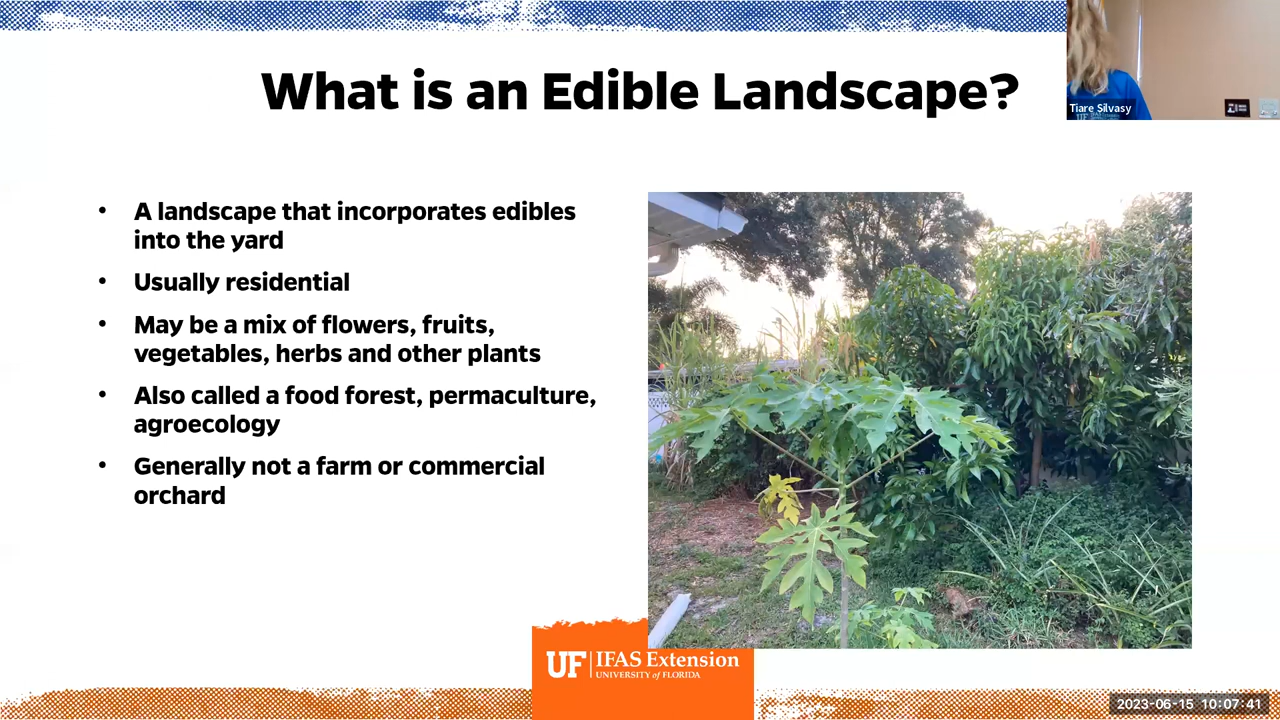 What is an Edible Landscape?
Tiare Silvasy
UF
• A landscape that incorporates edibles
into the yard
• Usually residential
• May be a mix of flowers, fruits,
vegetables, herbs and other plants
• Also called a food forest, permaculture,
agroecology
• Generally not a farm or commercial
orchard
UF IFAS Extension
UNIVERSITY of FLORIDA
2023-06-15 10:07:41